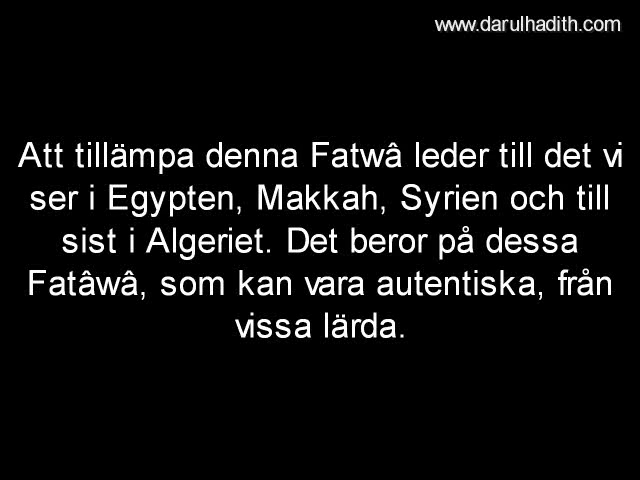 www.darulhadith.com
Att tillämpa denna Fatwâ leder till det vi
ser i Egypten, Makkah, Syrien och till
sist i Algeriet. Det beror på dessa
Fatâwâ, som kan vara autentiska, från
vissa lärda.